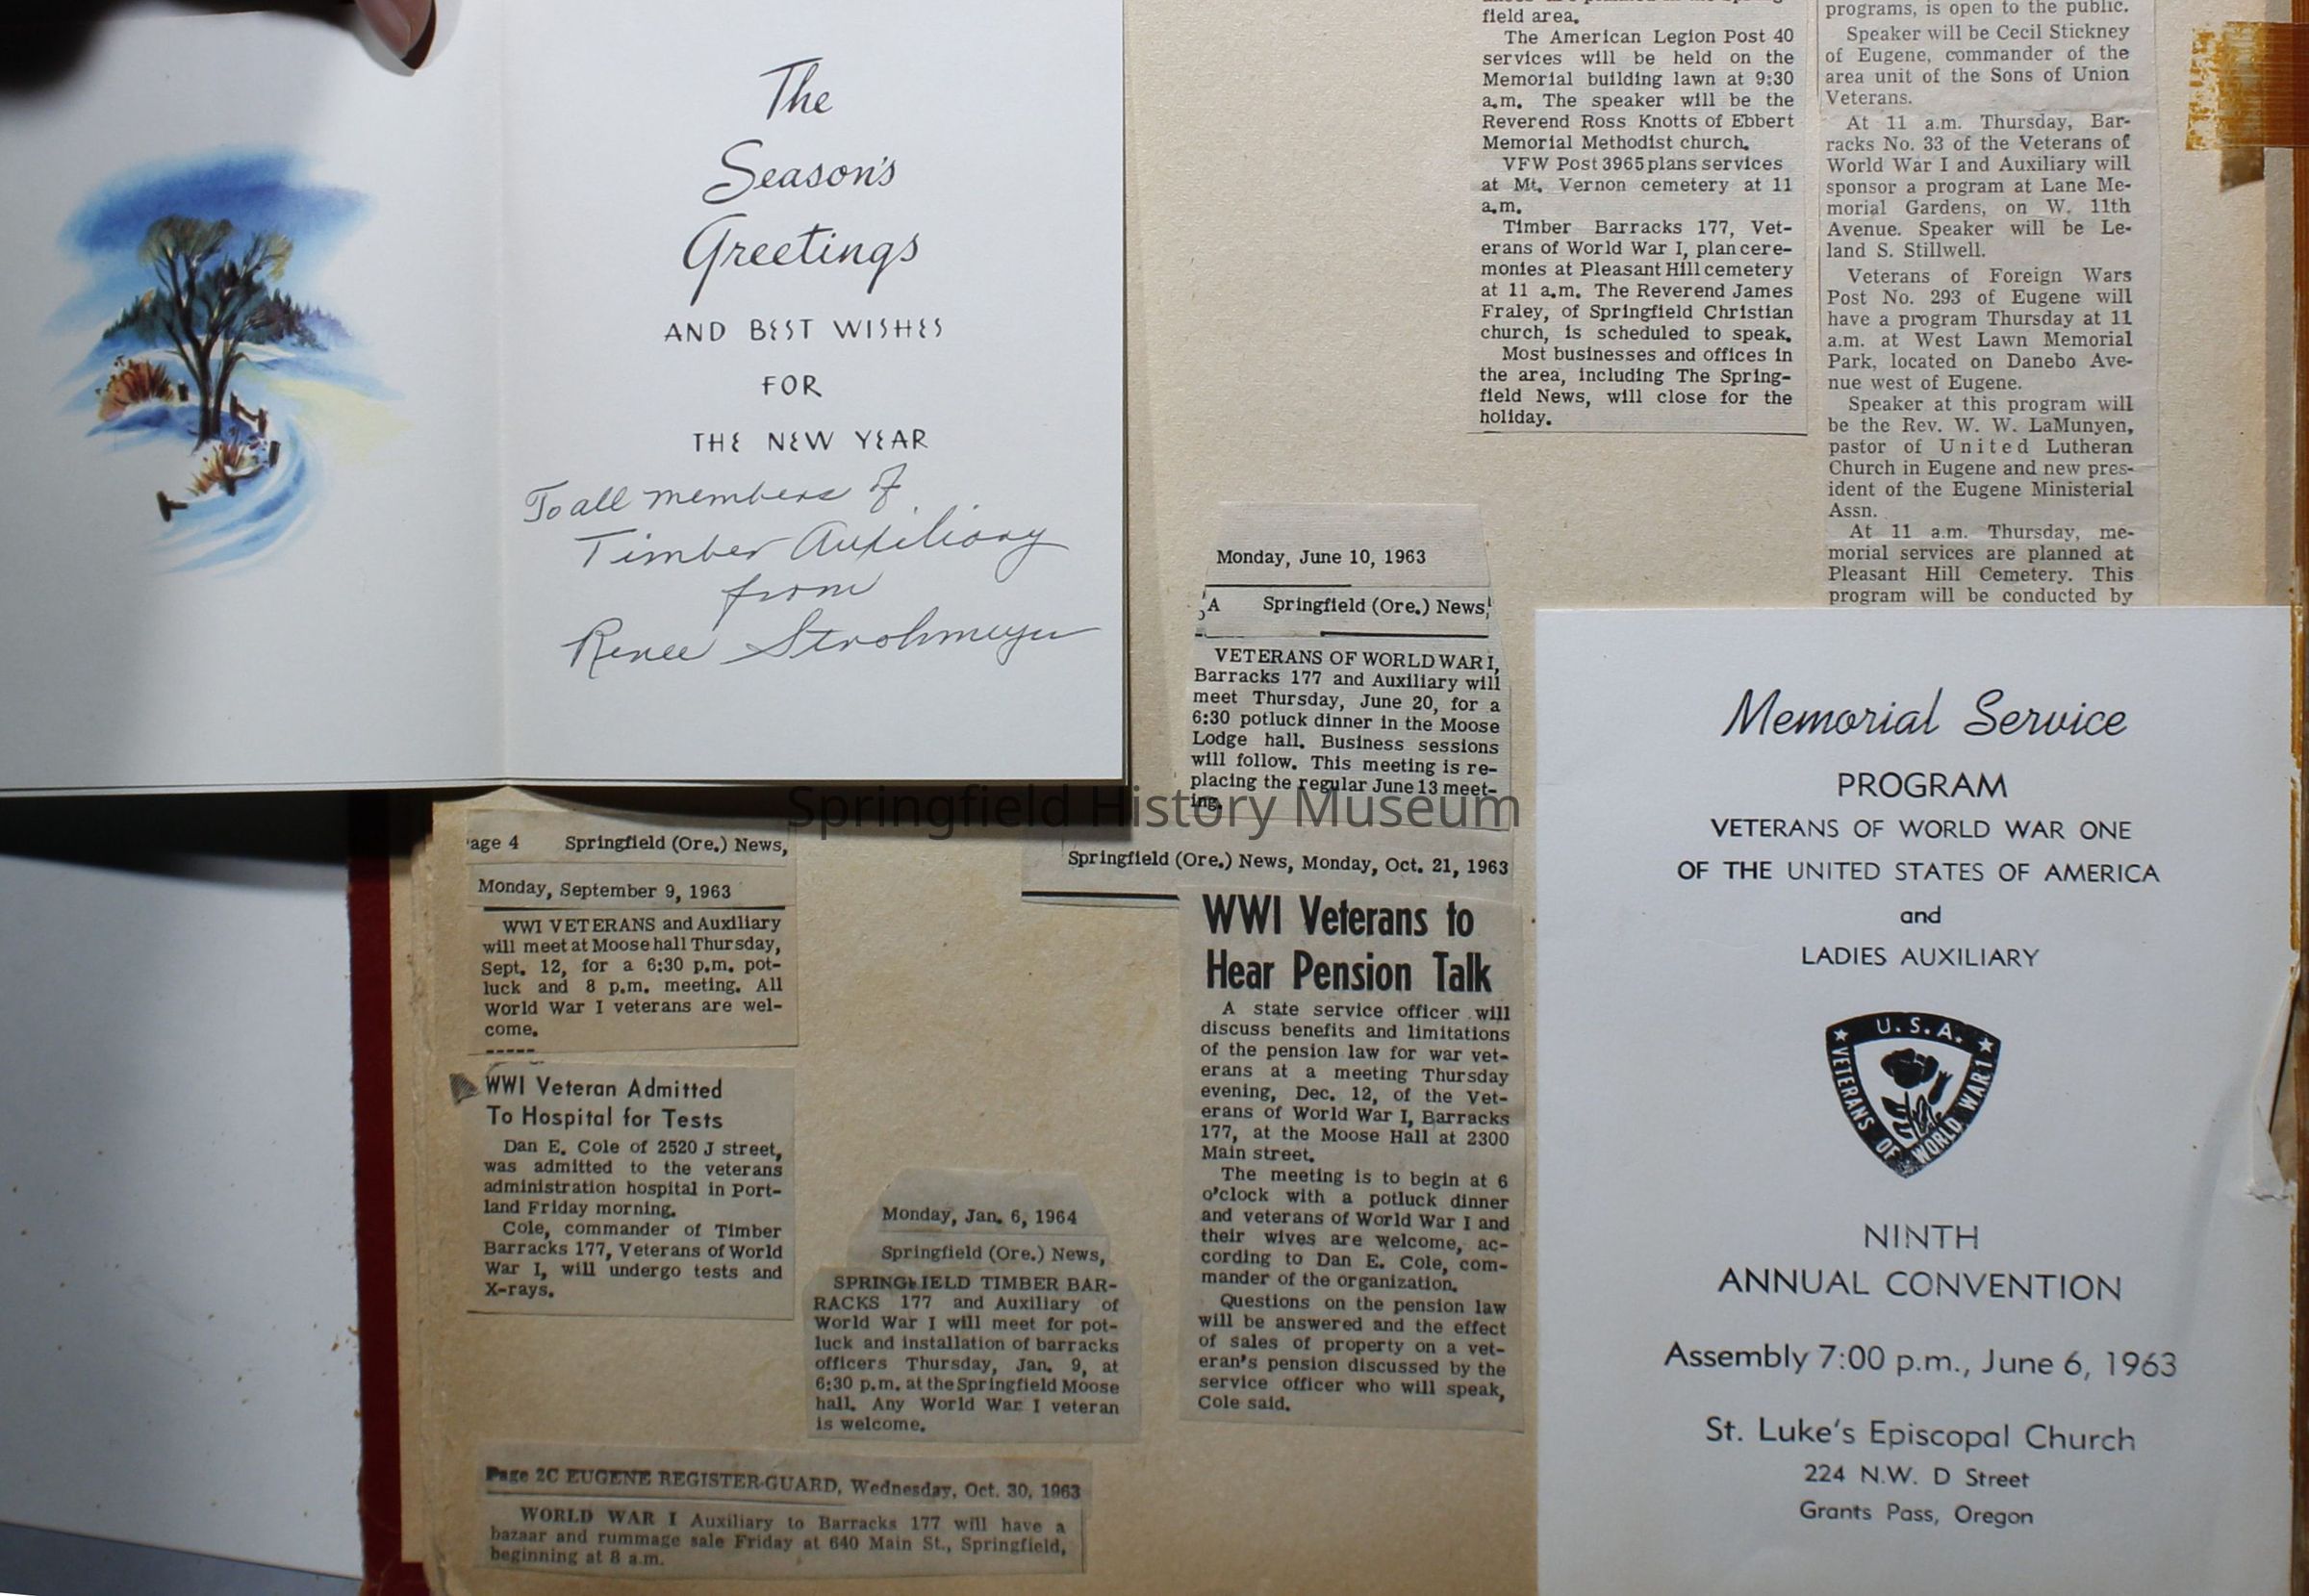 The
Season's
Greetings
AND BEST WISHES
FOR
THE NEW YEAR
To all members of
Timber Auxiliary
from
Renee Strohmeyer
field area.
The American Legion Post 40
services will be held on the
Memorial building lawn at 9:30
a.m. The speaker will be the
Reverend Ross Knotts of Ebbert
Memorial Methodist church.
VFW Post 3965 plans services
at Mt. Vernon cemetery at 11
a.m.
Timber Barracks 177, Vet-
erans of World War I, plan cere-
monies at Pleasant Hill cemetery
at 11 a.m. The Reverend James
Fraley, of Springfield Christian
church, is scheduled to speak.
Most businesses and offices in
the area, including The Spring-
field News, will close for the
holiday.
programs, is open to the public.
Speaker will be Cecil Stickney
of Eugene, commander of the
area unit of the Sons of Union
Veterans.
At 11 a.m. Thursday, Bar-
racks No. 33 of the Veterans of
World War I and Auxiliary will
sponsor a program at Lane Me-
morial Gardens, on W. 11th
Avenue. Speaker will be Le-
land S. Stillwell.
Veterans of Foreign Wars
Post No. 293 of Eugene will
have a program Thursday at 11
a.m. at West Lawn Memorial
Park, located on Danebo Ave-
nue west of Eugene.
Speaker at this program will
be the Rev. W. W. LaMunyen,
pastor of United Lutheran
Church in Eugene and new pres-
ident of the Eugene Ministerial
Assn.
At 11 a.m. Thursday, me-
morial services are planned at
Pleasant Hill Cemetery. This
program will be conducted by
Monday, June 10, 1963
A Springfield (Ore.) News,
VETERANS OF WORLD WAR I,
Barracks 177 and Auxiliary will
meet Thursday, June 20, for a
6:30 potluck dinner in the Moose
Lodge hall. Business sessions
will follow. This meeting is re-
placing the regular June 13 meet-
ing.
Springfield History Museum
age 4 Springfield (Ore.) News,
Monday, September 9, 1963
WWI VETERANS and Auxiliary
will meet at Moose hall Thursday,
Sept. 12, for a 6:30 p.m. pot-
luck and 8 p.m. meeting. All
World War I veterans are wel-
come.
-----
WWI Veteran Admitted
To Hospital for Tests
Dan E. Cole of 2520 J street,
was admitted to the veterans
administration hospital in Port-
land Friday morning.
Cole, commander of Timber
Barracks 177, Veterans of World
War I, will undergo tests and
X-rays.
Monday, Jan. 6, 1964
Springfield (Ore.) News,
SPRINGFIELD TIMBER BAR-
RACKS 177 and Auxiliary of
World War I will meet for pot-
luck and installation of barracks
officers Thursday, Jan. 9, at
6:30 p.m. at the Springfield Moose
hall. Any World War I veteran
is welcome.
Page 2C EUGENE REGISTER-GUARD, Wednesday, Oct. 30, 1963
WORLD WAR I Auxiliary to Barracks 177 will have a
bazaar and rummage sale Friday at 640 Main St., Springfield,
beginning at 8 a.m.
Springfield (Ore.) News, Monday, Oct. 21, 1963
WWI Veterans to
Hear Pension Talk
A state service officer will
discuss benefits and limitations
of the pension law for war vet-
erans at a meeting Thursday
evening, Dec. 12, of the Vet-
erans of World War I, Barracks
177, at the Moose Hall at 2300
Main street.
The meeting is to begin at 6
o'clock with a potluck dinner
and veterans of World War I and
their wives are welcome, ac-
cording to Dan E. Cole, com-
mander of the organization.
Questions on the pension law
will be answered and the effect
of sales of property on a vet-
eran's pension discussed by the
service officer who will speak,
Cole said.
Memorial Service
PROGRAM
VETERANS OF WORLD WAR ONE
OF THE UNITED STATES OF AMERICA
and
LADIES AUXILIARY
U.S.A.
VETERANS OF WORLD WAR 1
NINTH
ANNUAL CONVENTION
Assembly 7:00 p.m., June 6, 1963
St. Luke's Episcopal Church
224 N.W. D Street
Grants Pass, Oregon